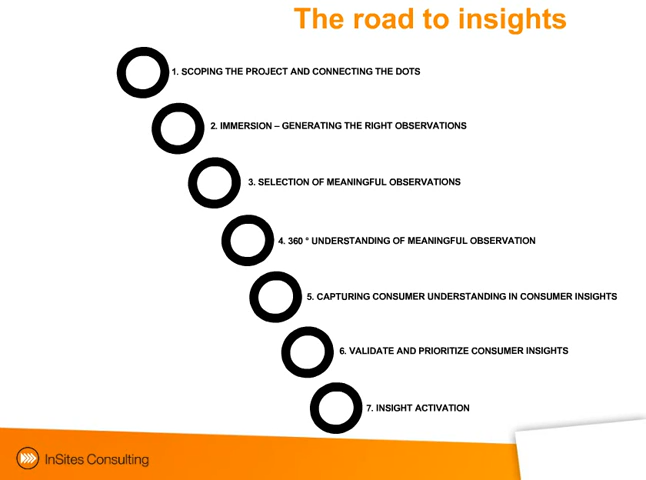 The road to insights
1. SCOPING THE PROJECT AND CONNECTING THE DOTS
2. IMMERSION – GENERATING THE RIGHT OBSERVATIONS
3. SELECTION OF MEANINGFUL OBSERVATIONS
4. 360 ° UNDERSTANDING OF MEANINGFUL OBSERVATION
5. CAPTURING CONSUMER UNDERSTANDING IN CONSUMER INSIGHTS
6. VALIDATE AND PRIORITIZE CONSUMER INSIGHTS
7. INSIGHT ACTIVATION
InSites Consulting